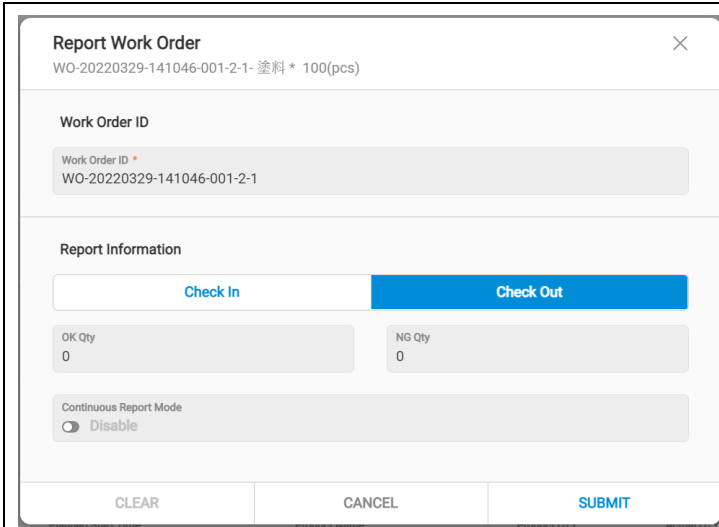 Report Work Order
WO-20220329-141046-001-2-1- 塗料 * 100(pcs)
Work Order ID
Work Order ID *
WO-20220329-141046-001-2-1
Report Information
Check In Check Out
OK Qty NG Qty
0 0
Continuous Report Mode
Disable
CLEAR CANCEL SUBMIT